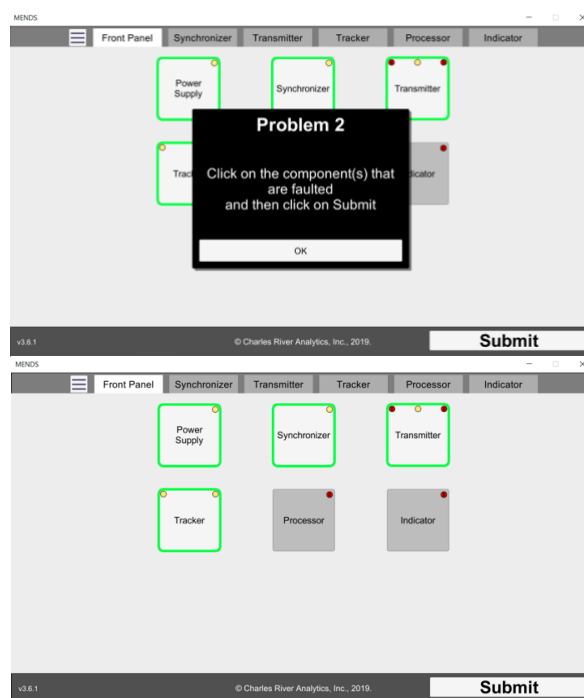 MENDS
Front Panel Synchronizer Transmitter Tracker Processor Indicator
Power
Supply
Synchronizer
Transmitter
Problem 2
Click on the component(s) that
are faulted
and then click on Submit
OK
v3.6.1
© Charles River Analytics, Inc., 2019.
Submit
MENDS
Front Panel Synchronizer Transmitter Tracker Processor Indicator
Power
Supply
Synchronizer
Transmitter
Tracker
Processor
Indicator
v3.6.1
© Charles River Analytics, Inc., 2019.
Submit